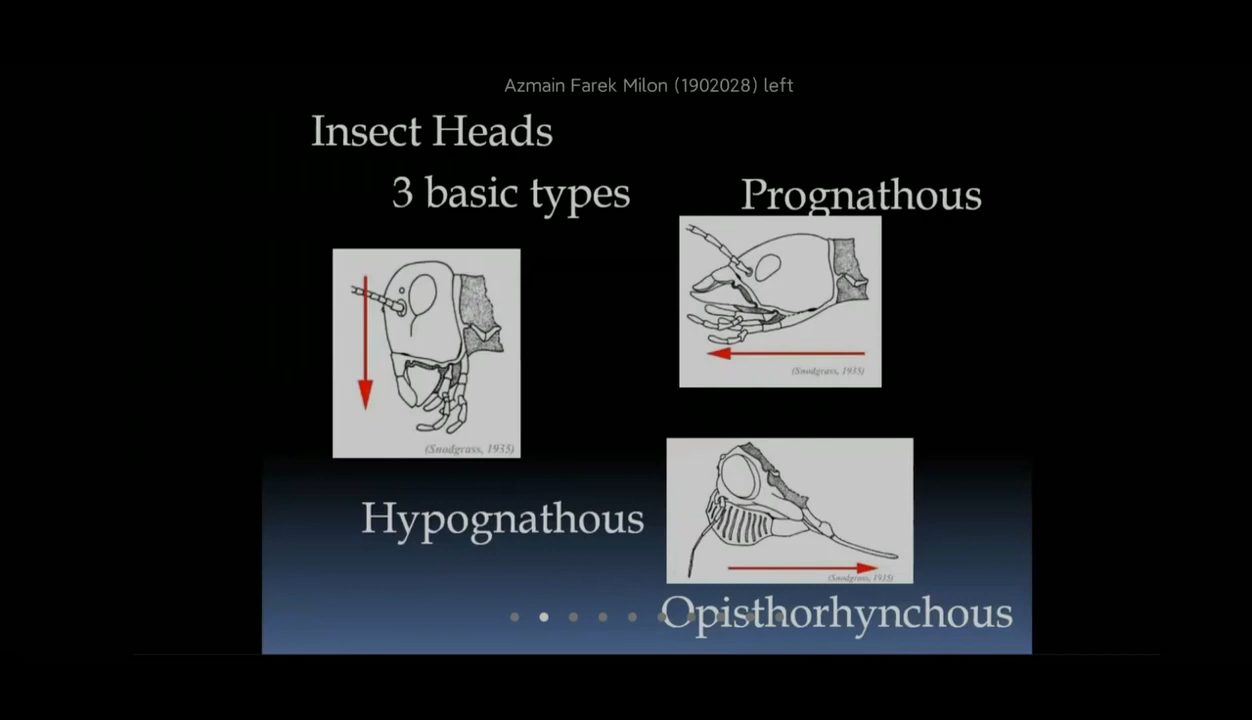 Azmain Farek Milon (1902028) left
Insect Heads
3 basic types
Prognathous
(Snodgrass, 1935)
(Snodgrass, 1935)
Hypognathous
(Snodgrass, 1935)
Opisthorhynchous